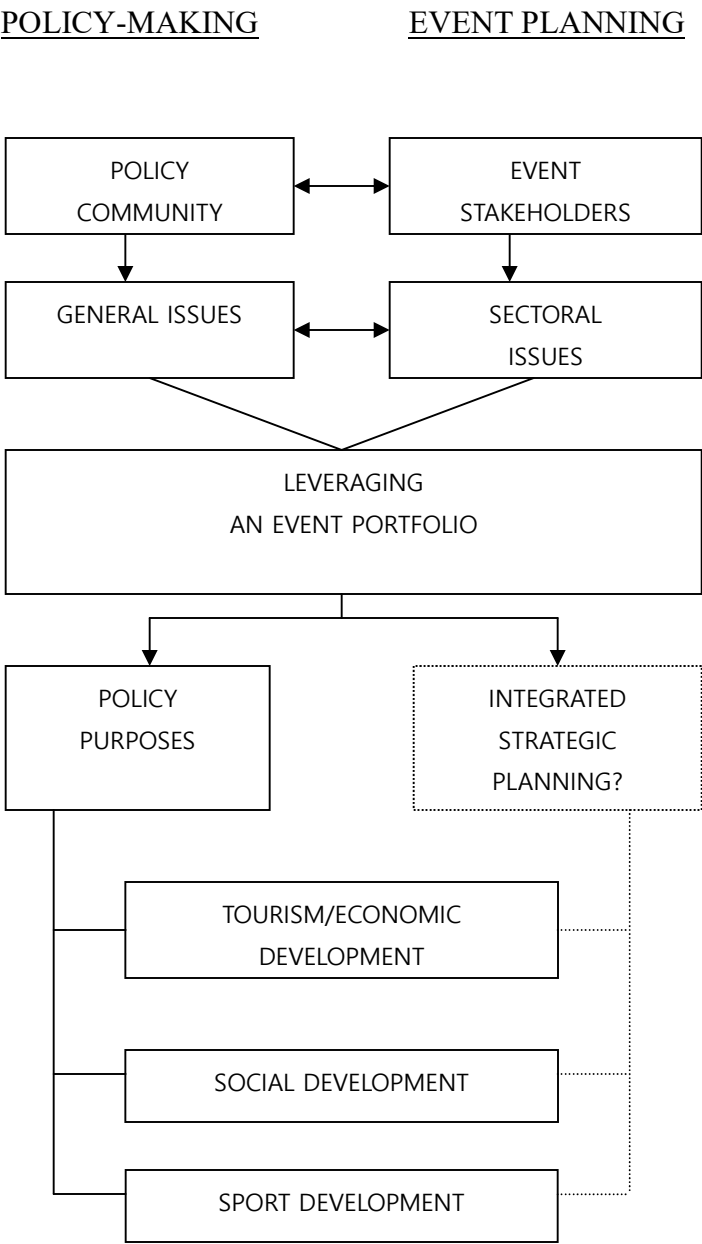 POLICY-MAKING
EVENT PLANNING
POLICY
COMMUNITY
EVENT
STAKEHOLDERS
GENERAL ISSUES
SECTORAL
ISSUES
LEVERAGING
AN EVENT PORTFOLIO
POLICY
PURPOSES
INTEGRATED
STRATEGIC
PLANNING?
TOURISM/ECONOMIC
DEVELOPMENT
SOCIAL DEVELOPMENT
SPORT DEVELOPMENT